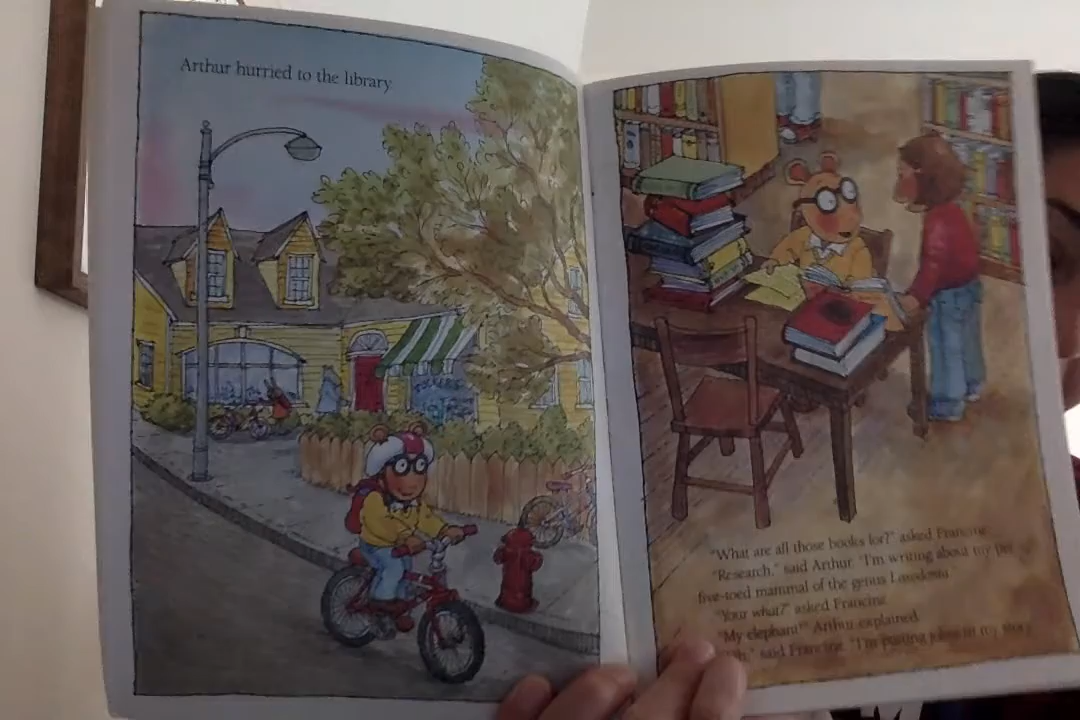 Arthur hurried to the library.
"What are all those books for?" asked Francine.
"Research," said Arthur. "I'm writing about my pet
five-toed mammal of the genus Loxodonta."
"Your what?" asked Francine.
"My elephant!" Arthur explained.
"Oh," said Francine. "I'm putting jokes in my story."